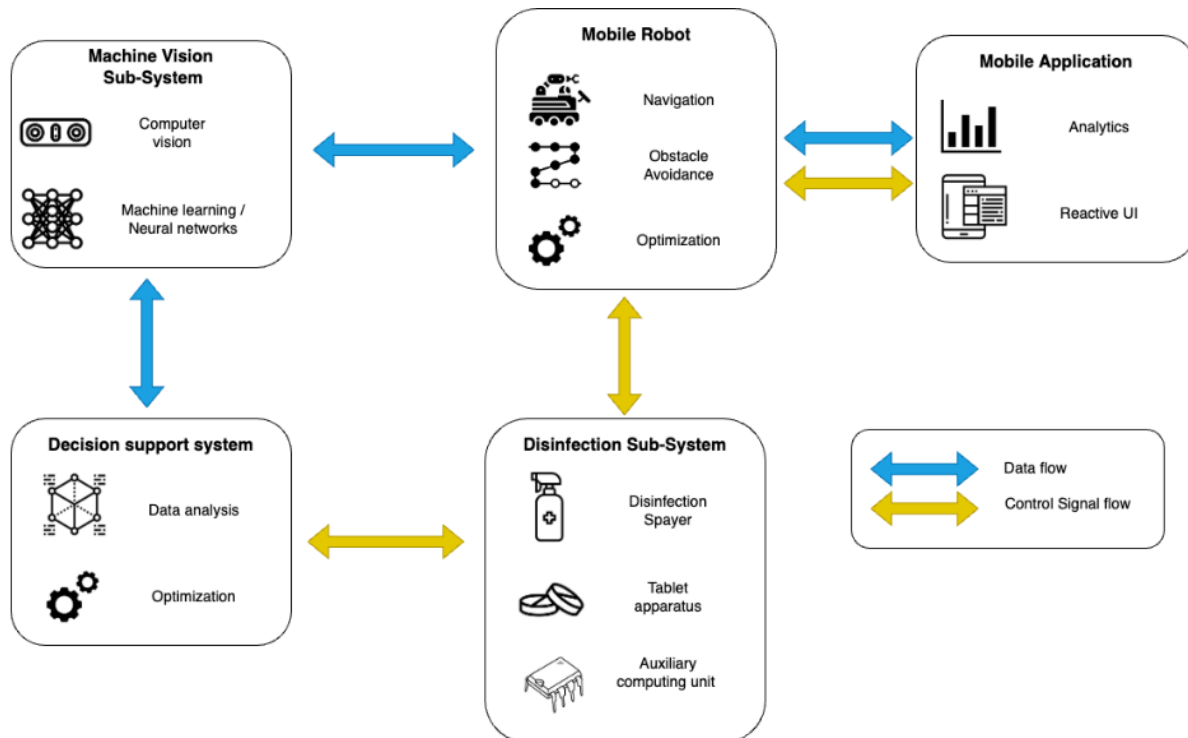 Machine Vision
Sub-System
Computer
vision
Machine learning /
Neural networks
Mobile Robot
Navigation
Obstacle
Avoidance
Optimization
Mobile Application
Analytics
Reactive UI
Decision support system
Data analysis
Optimization
Disinfection Sub-System
Disinfection
Spayer
Tablet
apparatus
Auxiliary
computing unit
Data flow
Control Signal flow